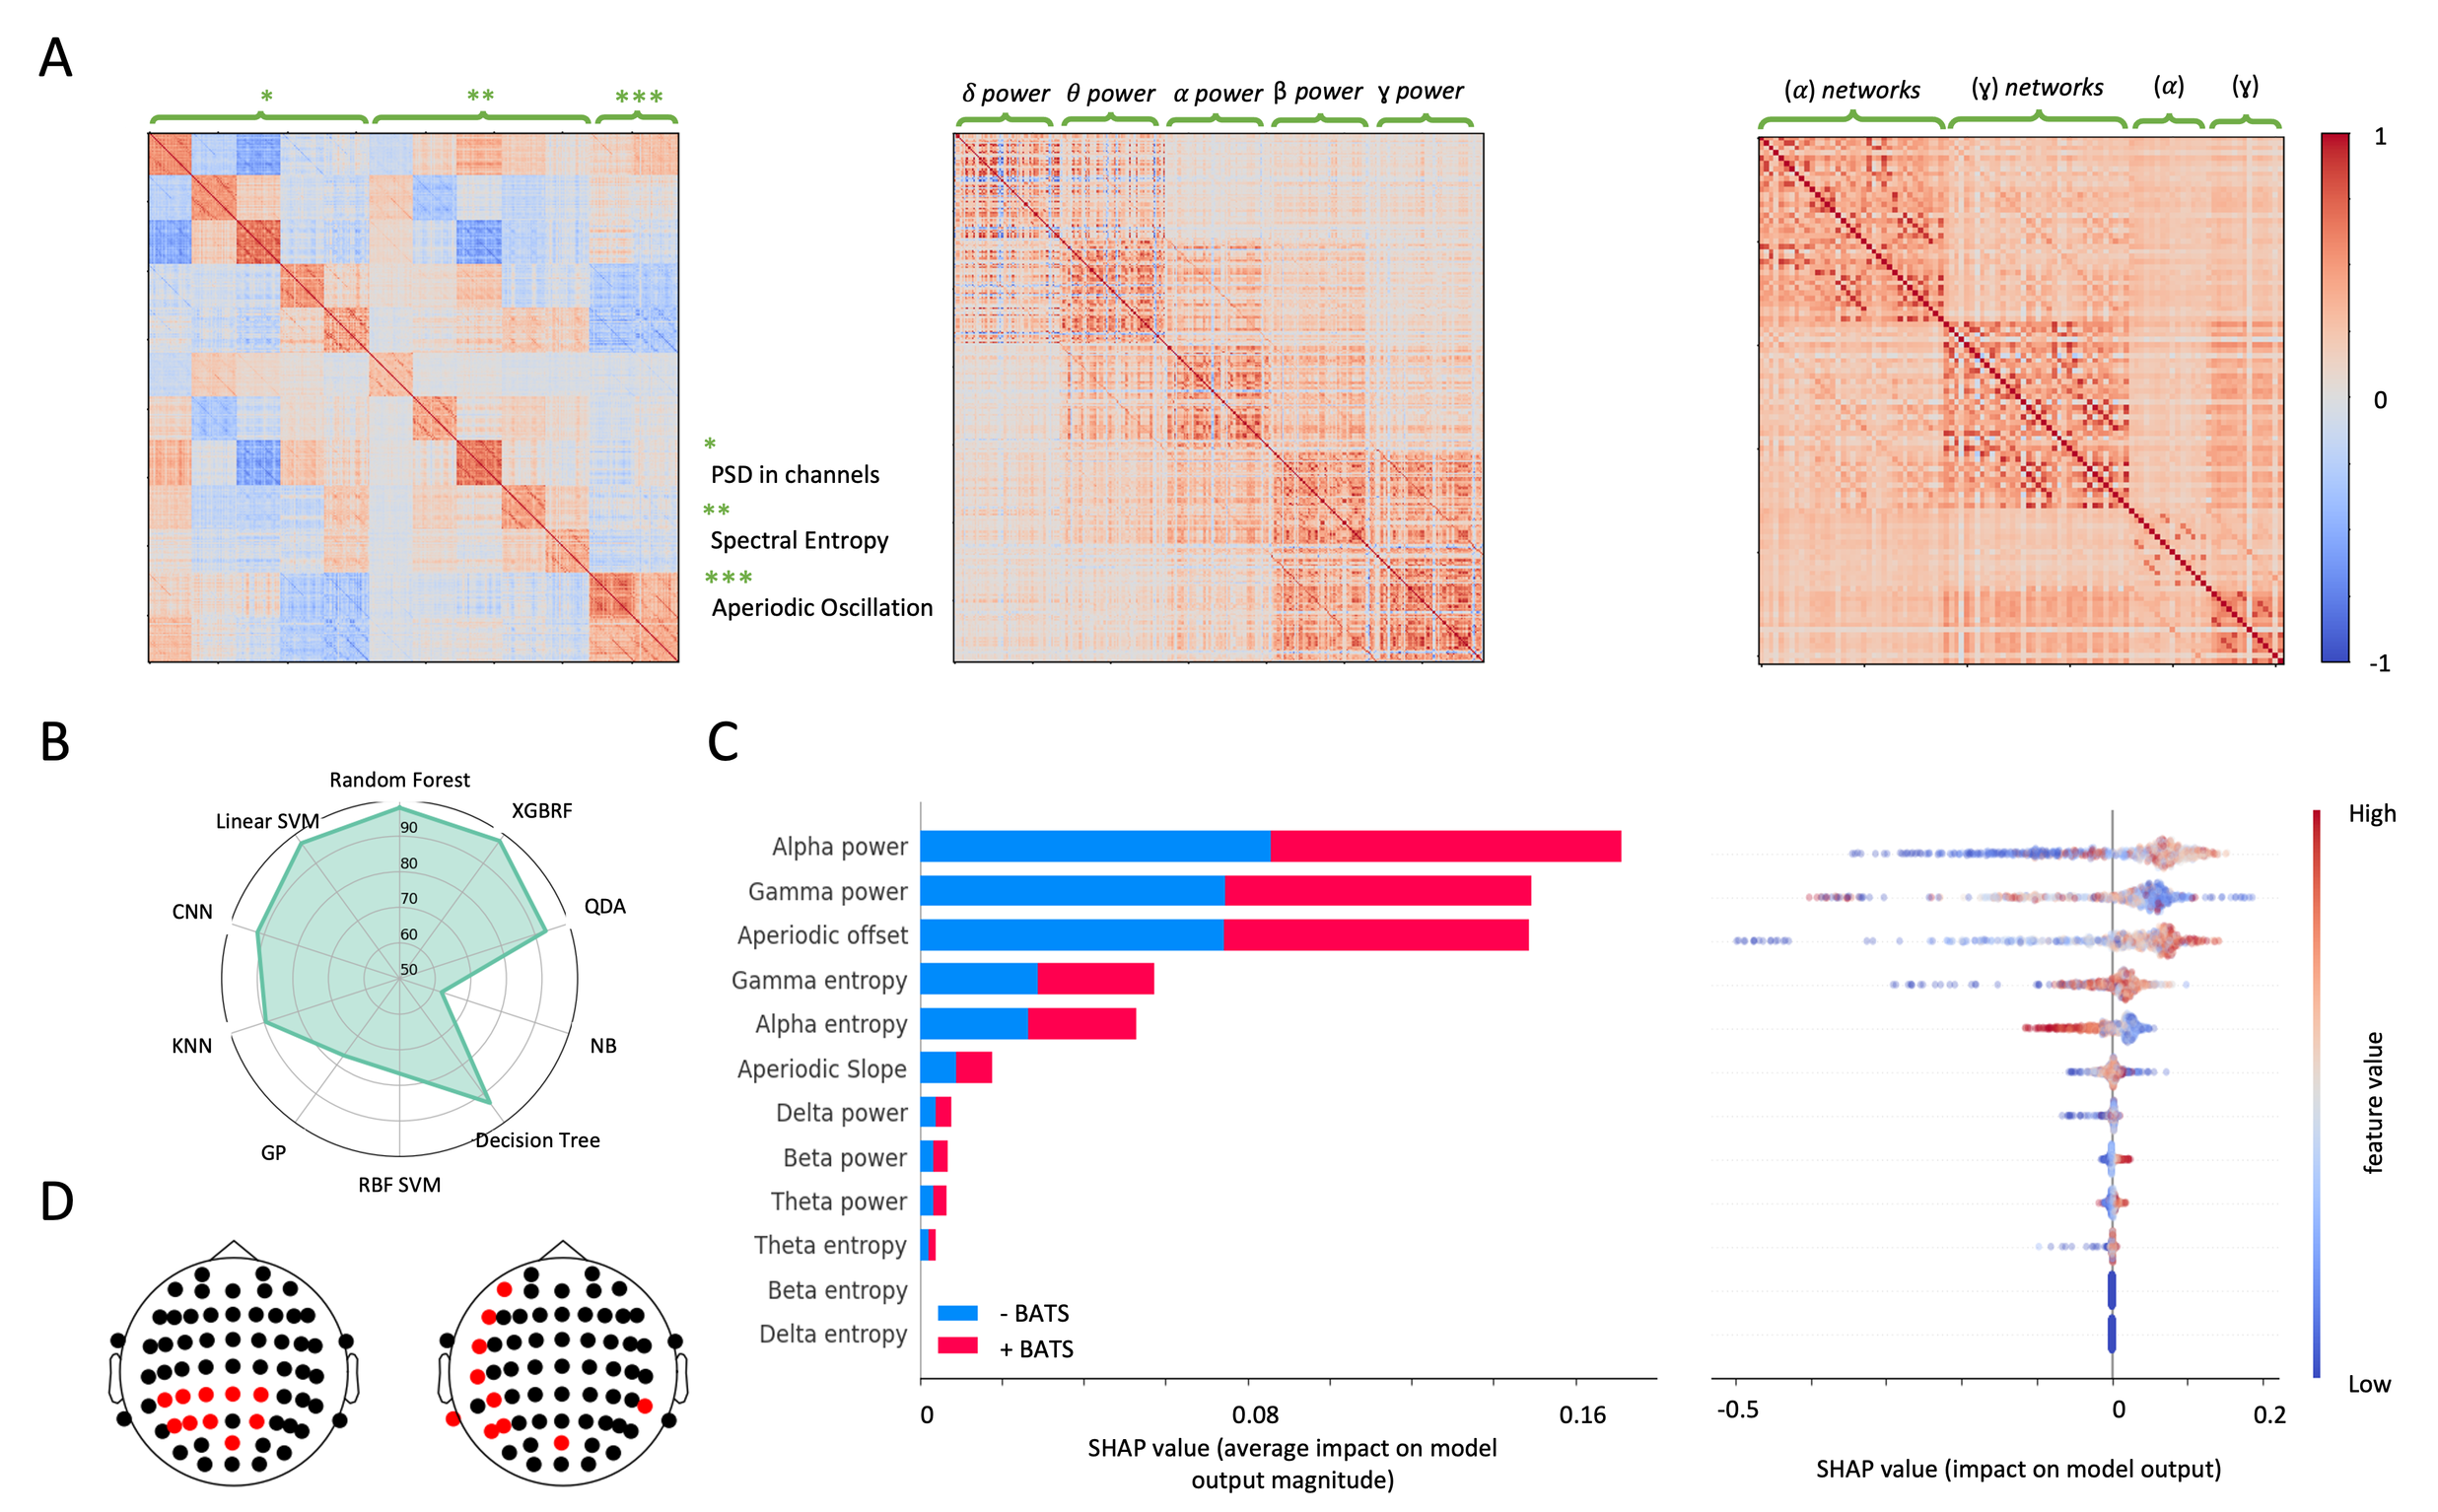 A
*
**
***
δ power
θ power
α power
β power
γ power
(α) networks
(γ) networks
(α)
(γ)
1
0
-1
*
PSD in channels
**
Spectral Entropy
***
Aperiodic Oscillation
B
Random Forest
XGBRF
QDA
NB
Decision Tree
RBF SVM
GP
KNN
CNN
Linear SVM
90
80
70
60
50
C
Alpha power
Gamma power
Aperiodic offset
Gamma entropy
Alpha entropy
Aperiodic Slope
Delta power
Beta power
Theta power
Theta entropy
Beta entropy
Delta entropy
- BATS
+ BATS
0
0.08
0.16
SHAP value (average impact on model
output magnitude)
-0.5
0
0.2
SHAP value (impact on model output)
High
feature value
Low
D